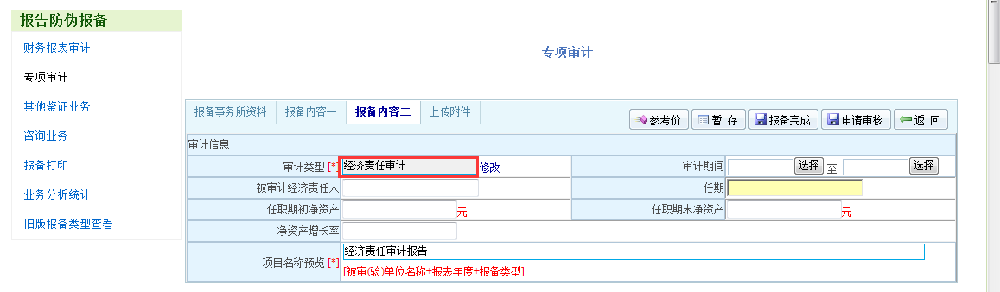 报告防伪报备
财务报表审计
专项审计
其他鉴证业务
咨询业务
报备打印
业务分析统计
旧版报备类型查看
专项审计
报备事务所资料 报备内容一 报备内容二 上传附件
参考价 暂 存 报备完成 申请审核 返 回
审计信息
审计类型 [*] 经济责任审计 修改 审计期间 选择 至 选择
被审计经济责任人 任期
任职期初净资产 元 任职期末净资产 元
净资产增长率
项目名称预览 [*] 经济责任审计报告
[被审(验)单位名称+报表年度+报备类型]